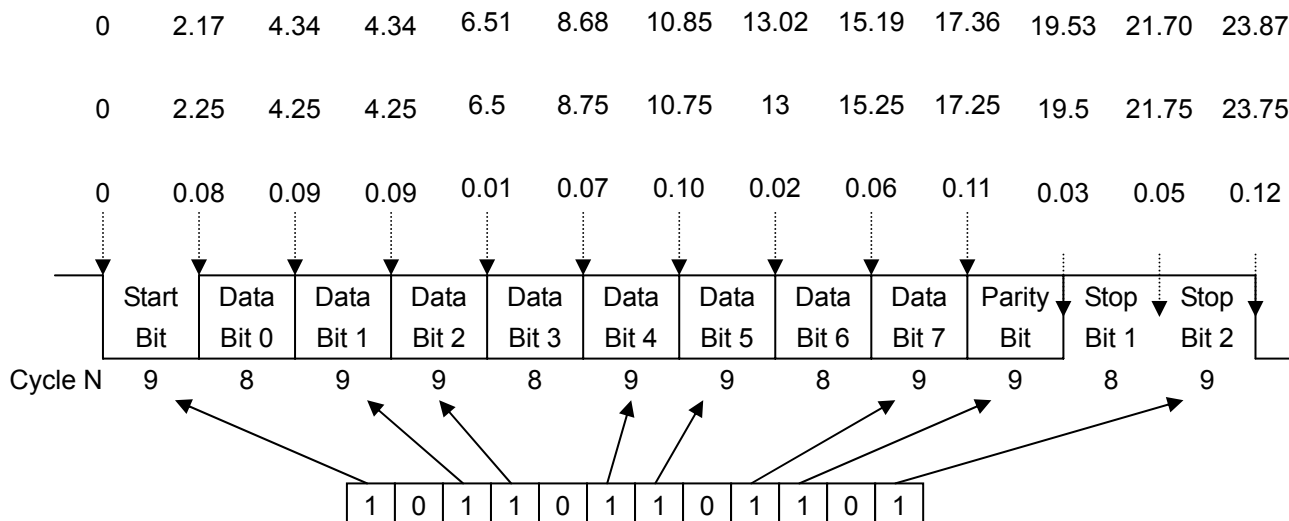 0 2.17 4.34 4.34 6.51 8.68 10.85 13.02 15.19 17.36 19.53 21.70 23.87
0 2.25 4.25 4.25 6.5 8.75 10.75 13 15.25 17.25 19.5 21.75 23.75
0 0.08 0.09 0.09 0.01 0.07 0.10 0.02 0.06 0.11 0.03 0.05 0.12
Start Data Data Data Data Data Data Data Data Parity Stop Stop
Bit Bit 0 Bit 1 Bit 2 Bit 3 Bit 4 Bit 5 Bit 6 Bit 7 Bit Bit 1 Bit 2
Cycle N 9 8 9 9 8 9 9 8 9 9 8 9
1 0 1 1 0 1 1 0 1 1 0 1